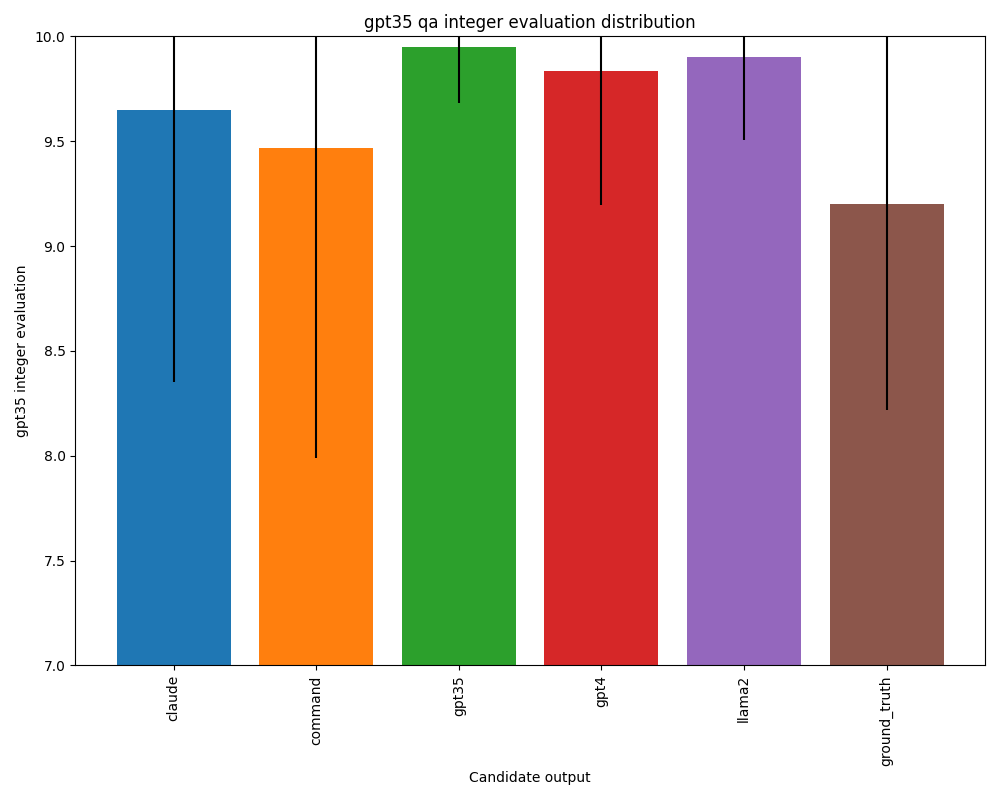 gpt35 qa integer evaluation distribution
10.0
9.5
9.0
8.5
8.0
7.5
7.0
gpt35 integer evaluation
claude
command
gpt35
gpt4
llama2
ground_truth
Candidate output